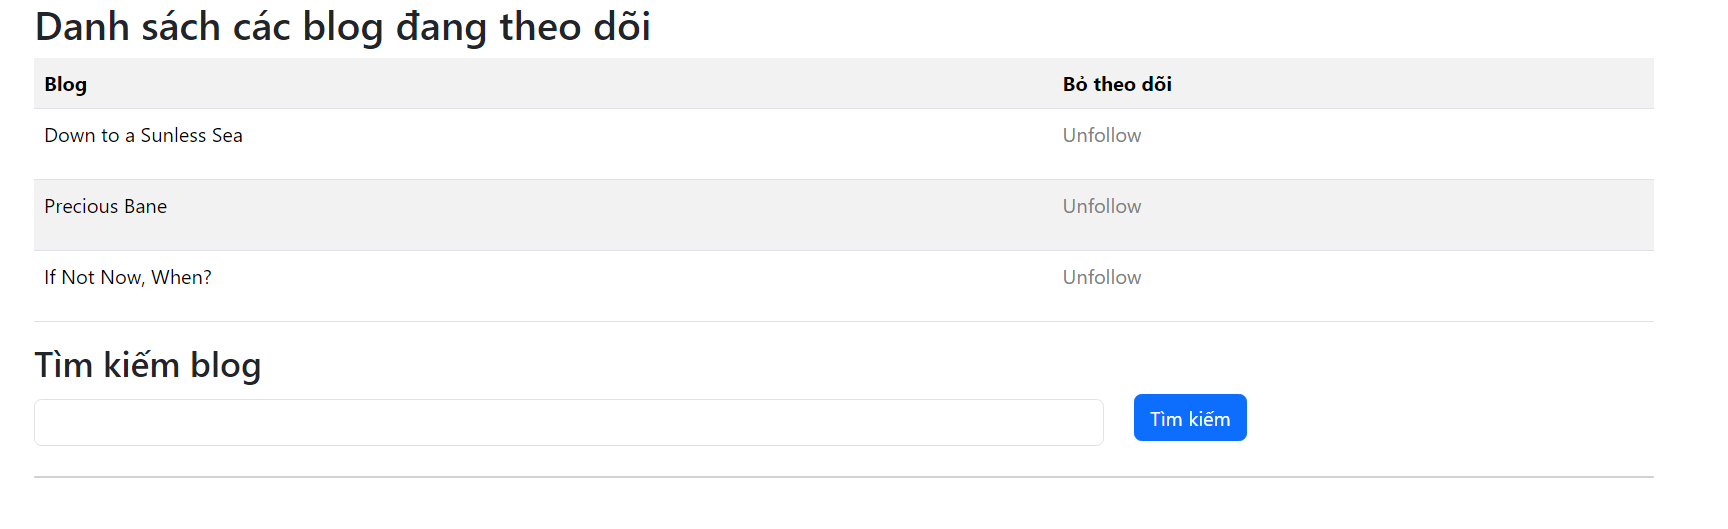 Danh sách các blog đang theo dõi
Blog Bỏ theo dõi
Down to a Sunless Sea Unfollow
Precious Bane Unfollow
If Not Now, When? Unfollow
Tìm kiếm blog
Tìm kiếm